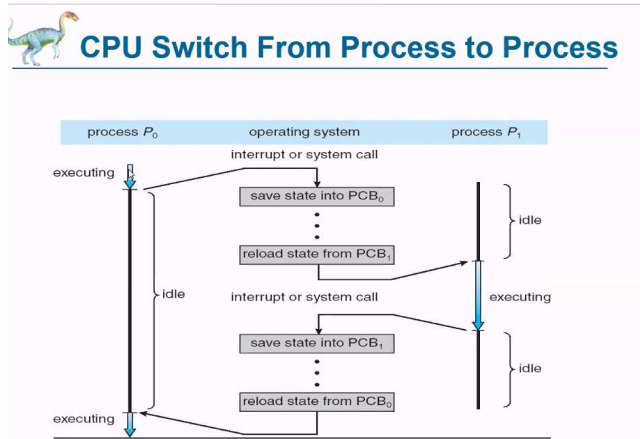 CPU Switch From Process to Process
process P₀ operating system process P₁
interrupt or system call
executing
save state into PCB₀
idle
reload state from PCB₁
idle
interrupt or system call
executing
save state into PCB₁
idle
reload state from PCB₀
executing